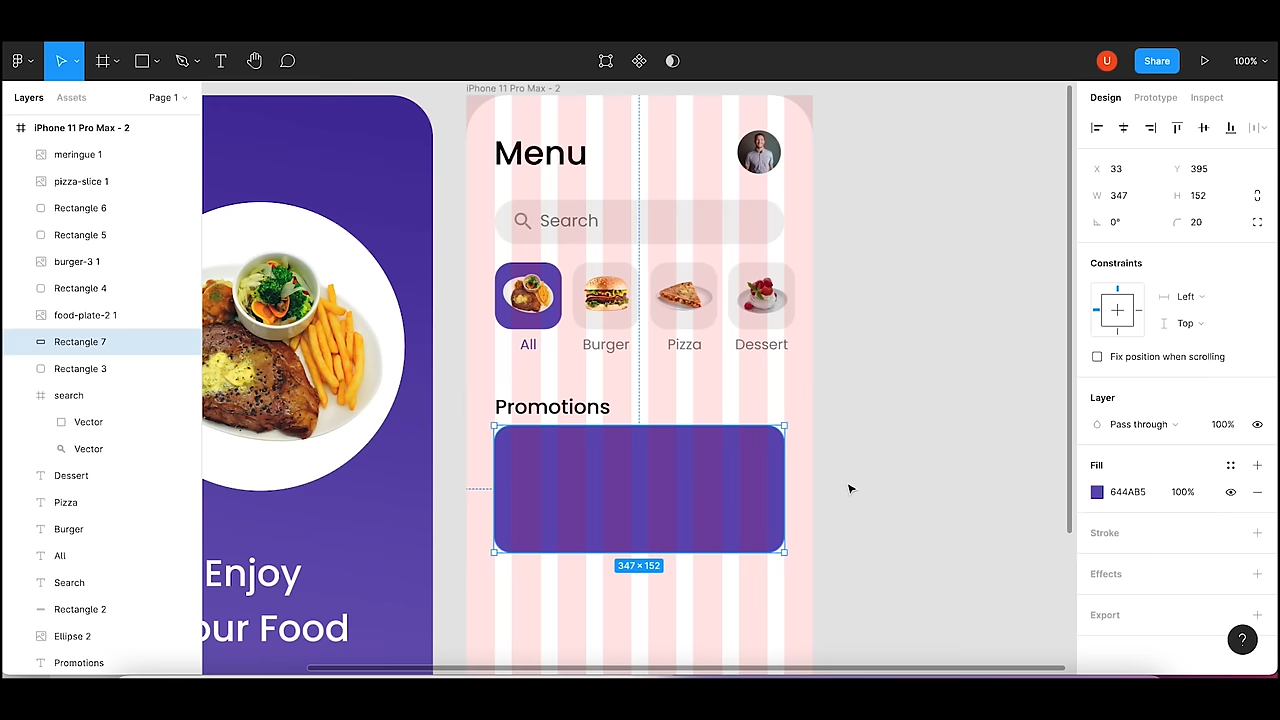 T
U
Share
100%
Layers
Assets
Page 1
iPhone 11 Pro Max - 2
meringue 1
pizza-slice 1
Rectangle 6
Rectangle 5
burger-3 1
Rectangle 4
food-plate-2 1
Rectangle 7
Rectangle 3
search
Vector
Vector
Dessert
Pizza
Burger
All
Search
Rectangle 2
Ellipse 2
Promotions
Enjoy
our Food
iPhone 11 Pro Max - 2
Menu
Search
All
Burger
Pizza
Dessert
Promotions
347 × 152
Design
Prototype
Inspect
X 33
Y 395
W 347
H 152
0°
20
Constraints
Left
Top
Fix position when scrolling
Layer
Pass through
100%
Fill
644AB5
100%
Stroke
Effects
Export
?